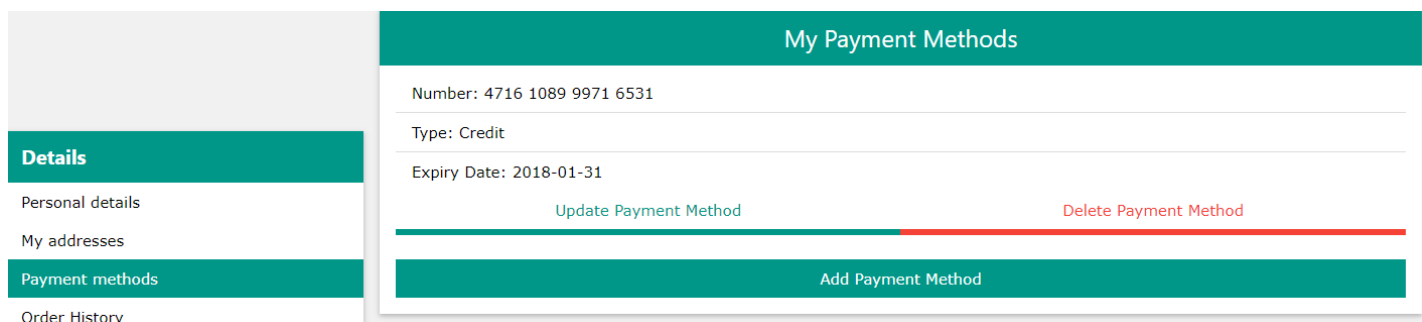 My Payment Methods
Number: 4716 1089 9971 6531
Type: Credit
Expiry Date: 2018-01-31
Update Payment Method
Delete Payment Method
Add Payment Method
Details
Personal details
My addresses
Payment methods
Order History